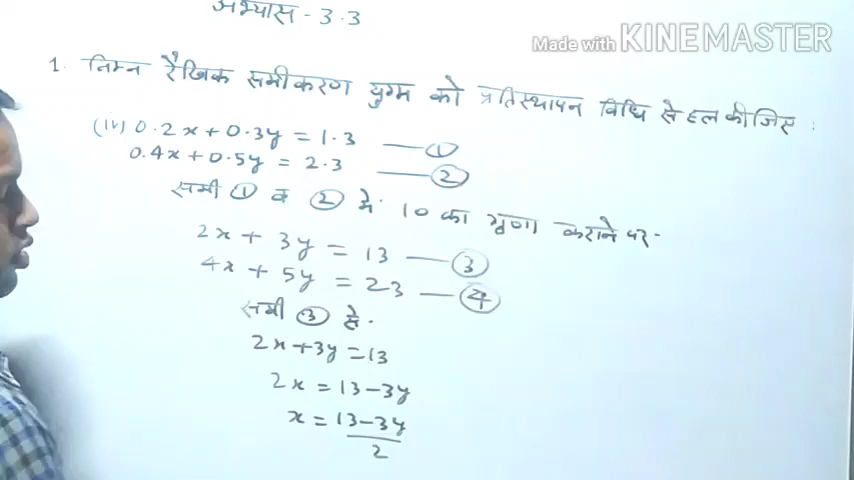 अभ्यास - 3.3
Made with KINEMASTER
1. निम्न रैखिक समीकरण युग्म को प्रतिस्थापन विधि से हल कीजिए :
(iv) 0.2x + 0.3y = 1.3 — ①
0.4x + 0.5y = 2.3 — ②
समी ① व ② में 10 का गुणा कराने पर -
2x + 3y = 13 — ③
4x + 5y = 23 — ④
समी ③ से.
2x + 3y = 13
2x = 13 - 3y
x = 13 - 3y
2